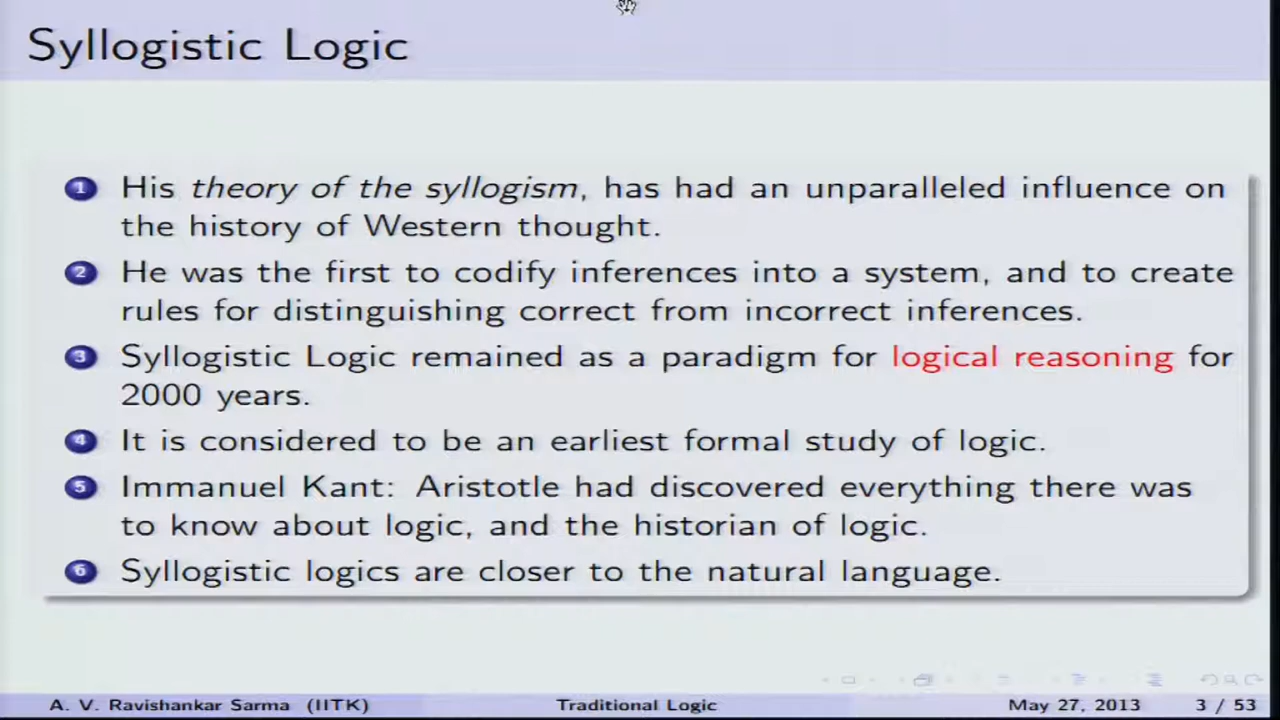 Syllogistic Logic
1 His theory of the syllogism, has had an unparalleled influence on
the history of Western thought.
2 He was the first to codify inferences into a system, and to create
rules for distinguishing correct from incorrect inferences.
3 Syllogistic Logic remained as a paradigm for logical reasoning for
2000 years.
4 It is considered to be an earliest formal study of logic.
5 Immanuel Kant: Aristotle had discovered everything there was
to know about logic, and the historian of logic.
6 Syllogistic logics are closer to the natural language.
A. V. Ravishankar Sarma (IITK) Traditional Logic May 27, 2013 3 / 53